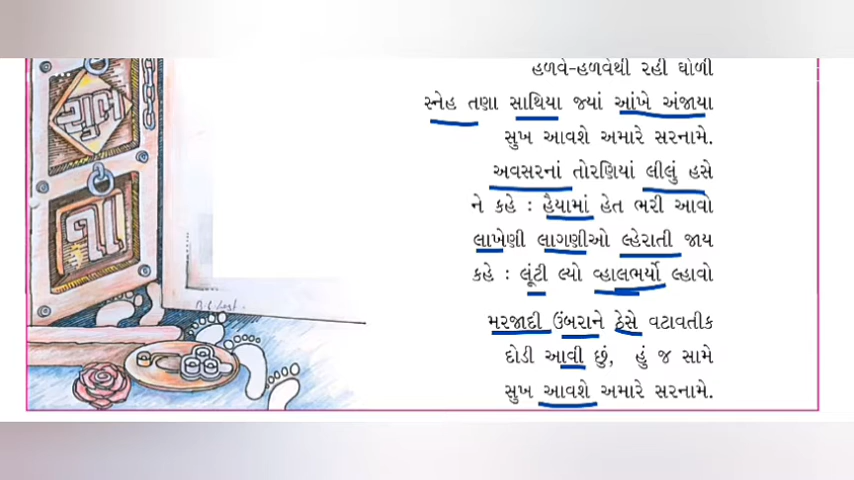 હળવે-હળવેથી રહી ઘોળી
સ્નેહ તણા સાથિયા જ્યાં આંખે અંજાયા
સુખ આવશે અમારે સરનામે.
અવસરનાં તોરણિયાં લીલું હસે
ને કહે : હૈયામાં હેત ભરી આવો
લાખેણી લાગણીઓ લ્હેરાતી જાય
કહે : લૂંટી લ્યો વ્હાલભર્યો લ્હાવો
મરજાદી ઉંબરાને ઠેસે વટાવતીક
દોડી આવી છું, હું જ સામે
સુખ આવશે અમારે સરનામે.
શુભ
લાભ